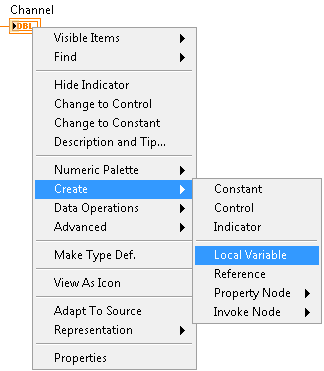 Channel
DBL
Visible Items
Find
Hide Indicator
Change to Control
Change to Constant
Description and Tip...
Numeric Palette
Create
Data Operations
Advanced
Make Type Def.
View As Icon
Adapt To Source
Representation
Properties
Constant
Control
Indicator
Local Variable
Reference
Property Node
Invoke Node